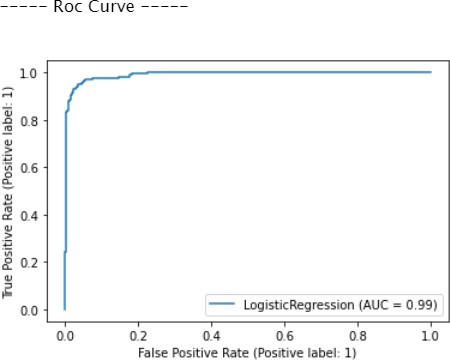 ----- Roc Curve -----
1.0
0.8
0.6
0.4
0.2
0.0
True Positive Rate (Positive label: 1)
LogisticRegression (AUC = 0.99)
0.0 0.2 0.4 0.6 0.8 1.0
False Positive Rate (Positive label: 1)